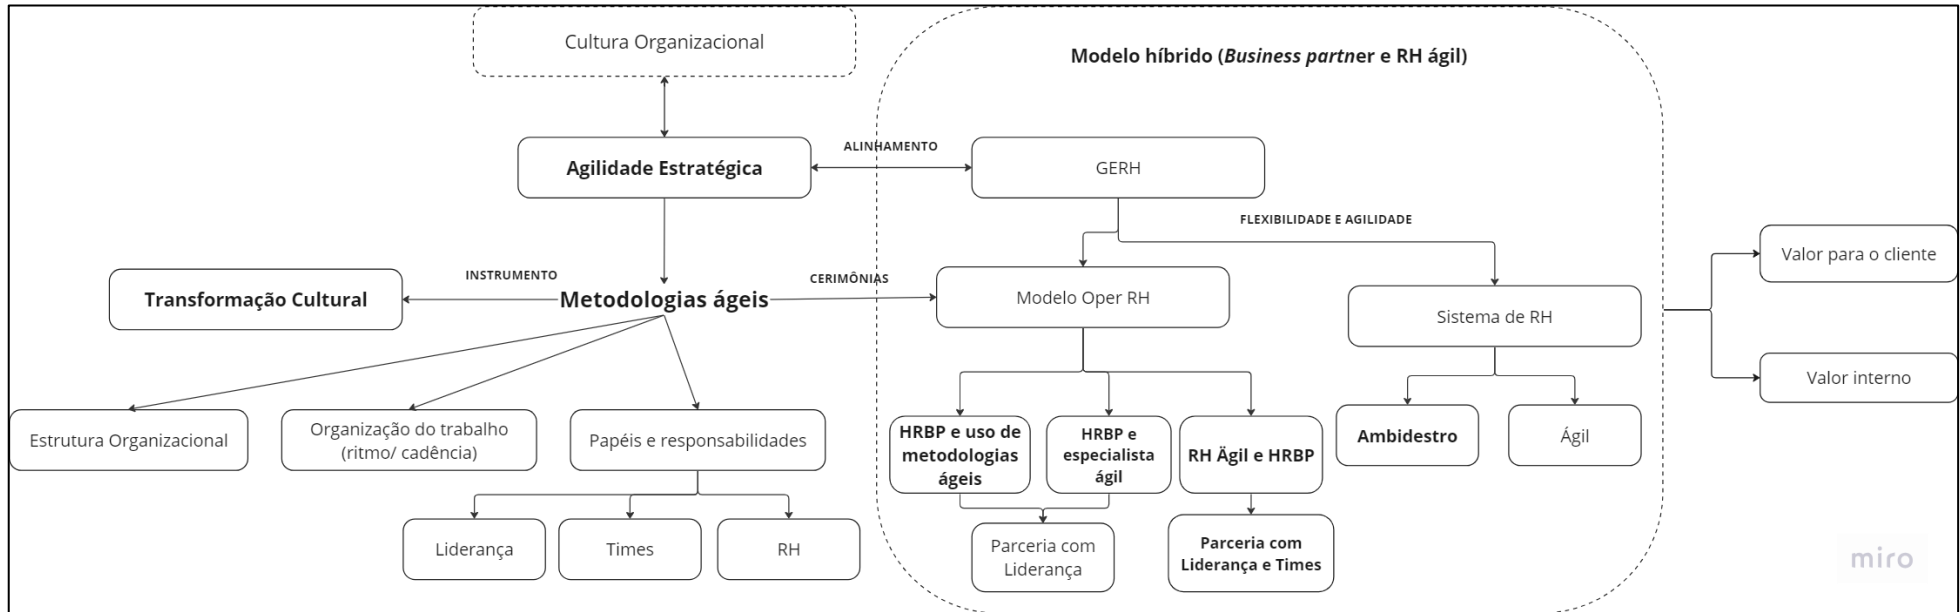 Cultura Organizacional
Modelo híbrido (Business partner e RH ágil)
Agilidade Estratégica
ALINHAMENTO
GERH
FLEXIBILIDADE E AGILIDADE
Valor para o cliente
Transformação Cultural
INSTRUMENTO
Metodologias ágeis
CERIMÔNIAS
Modelo Oper RH
Sistema de RH
Valor interno
Estrutura Organizacional
Organização do trabalho
(ritmo/ cadência)
Papéis e responsabilidades
HRBP e uso de
metodologias
ágeis
HRBP e
especialista
ágil
RH Ägil e HRBP
Ambidestro
Ágil
Liderança
Times
RH
Parceria com
Liderança
Parceria com
Liderança e Times
miro